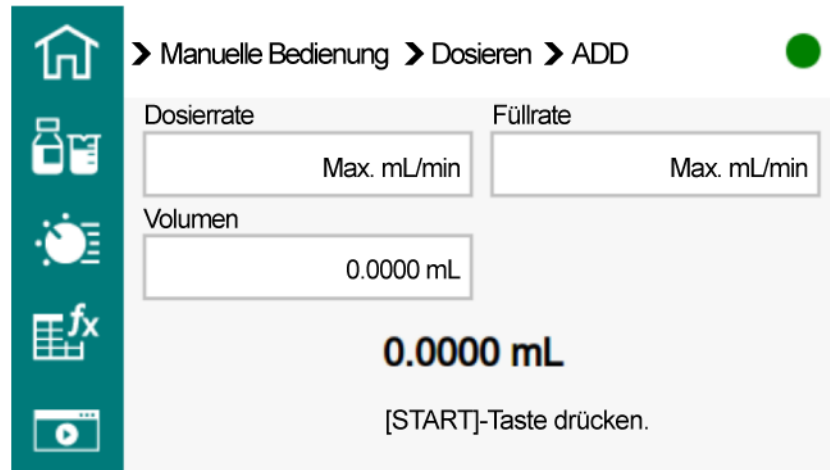 ❯ Manuelle Bedienung ❯ Dosieren ❯ ADD
Dosierrate Füllrate
Max. mL/min Max. mL/min
Volumen
0.0000 mL
fx
0.0000 mL
[START]-Taste drücken.